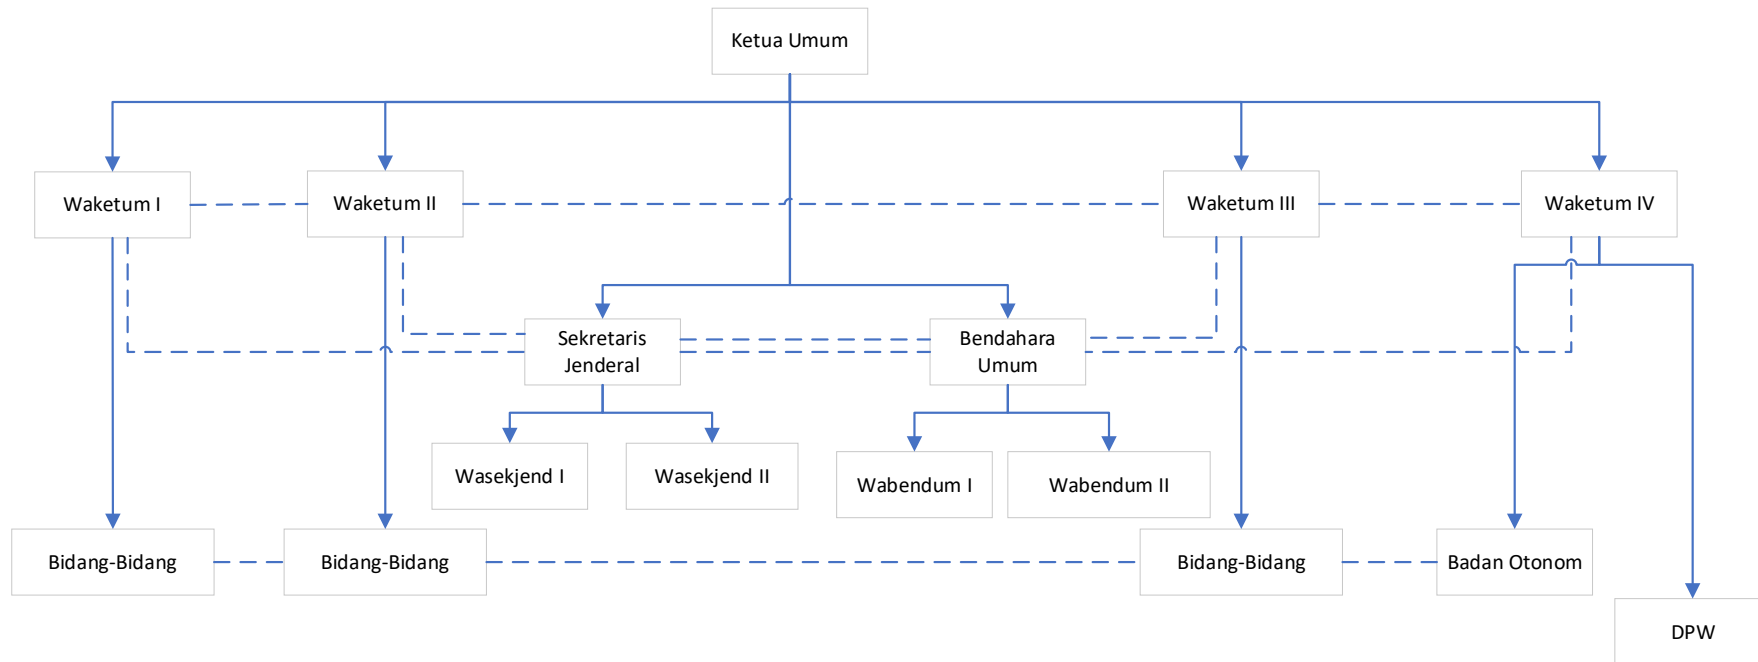 Ketua Umum
Waketum I
Waketum II
Waketum III
Waketum IV
Sekretaris
Jenderal
Bendahara
Umum
Wasekjend I
Wasekjend II
Wabendum I
Wabendum II
Bidang-Bidang
Bidang-Bidang
Bidang-Bidang
Badan Otonom
DPW